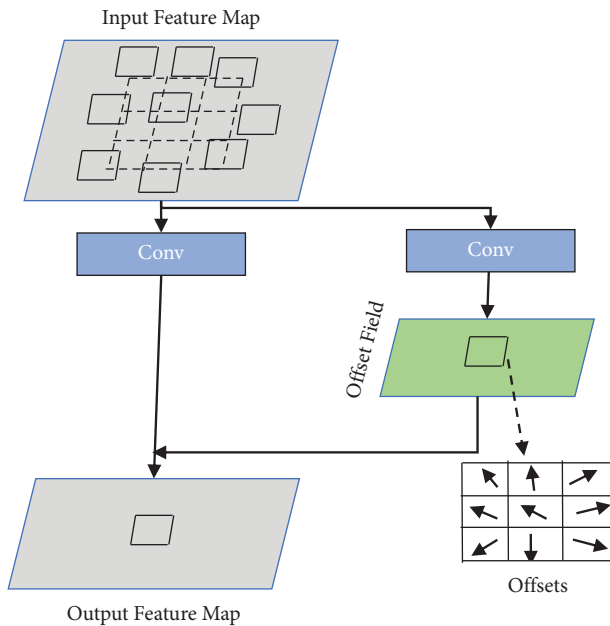 Input Feature Map
Conv
Conv
Offset Field
Offsets
Output Feature Map